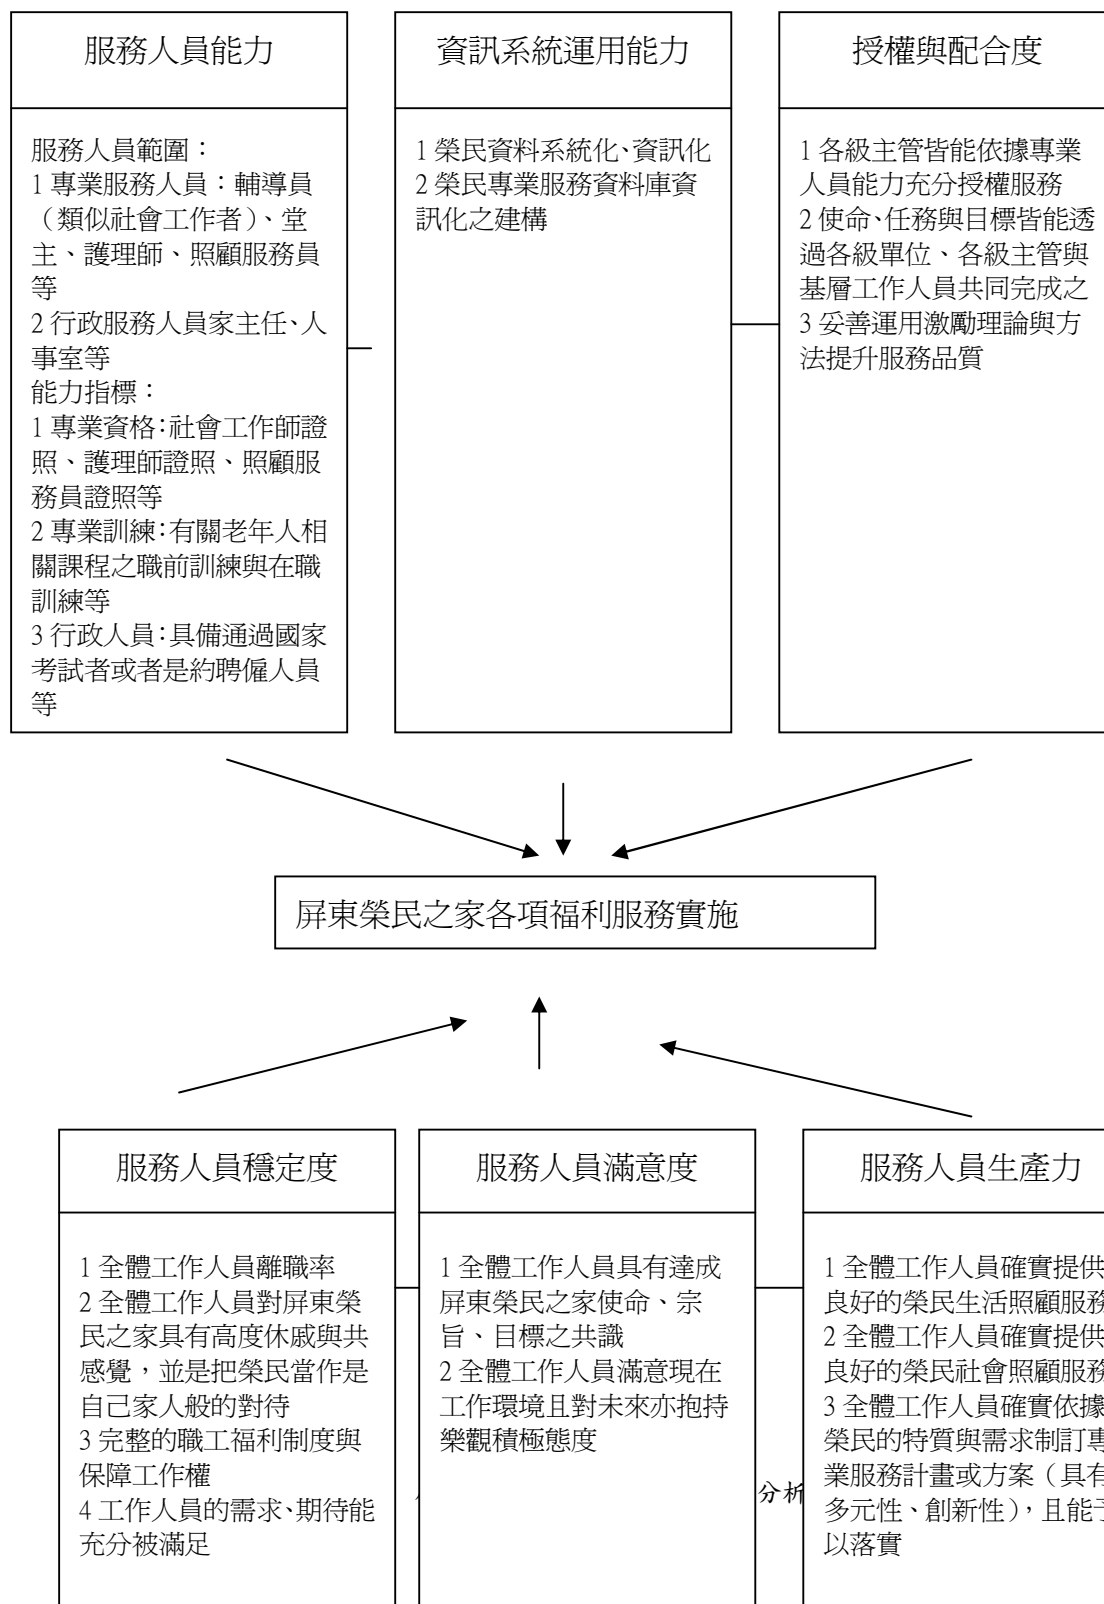 服務人員能力
服務人員範圍：
1 專業服務人員：輔導員
（類似社會工作者）、堂
主、護理師、照顧服務員
等
2 行政服務人員家主任、人
事室等
能力指標：
1 專業資格：社會工作師證
照、護理師證照、照顧服
務員證照等
2 專業訓練：有關老年人相
關課程之職前訓練與在職
訓練等
3 行政人員：具備通過國家
考試者或者是約聘僱人員
等
資訊系統運用能力
1 榮民資料系統化、資訊化
2 榮民專業服務資料庫資
訊化之建構
授權與配合度
1 各級主管皆能依據專業
人員能力充分授權服務
2 使命、任務與目標皆能透
過各級單位、各級主管與
基層工作人員共同完成之
3 妥善運用激勵理論與方
法提升服務品質
屏東榮民之家各項福利服務實施
服務人員穩定度
1 全體工作人員離職率
2 全體工作人員對屏東榮
民之家具有高度休戚與共
感覺，並是把榮民當作是
自己家人般的對待
3 完整的職工福利制度與
保障工作權
4 工作人員的需求、期待能
充分被滿足
服務人員滿意度
1 全體工作人員具有達成
屏東榮民之家使命、宗
旨、目標之共識
2 全體工作人員滿意現在
工作環境且對未來亦抱持
樂觀積極態度
分析
服務人員生產力
1 全體工作人員確實提供
良好的榮民生活照顧服務
2 全體工作人員確實提供
良好的榮民社會照顧服務
3 全體工作人員確實依據
榮民的特質與需求制訂專
業服務計畫或方案（具有
多元性、創新性），且能予
以落實